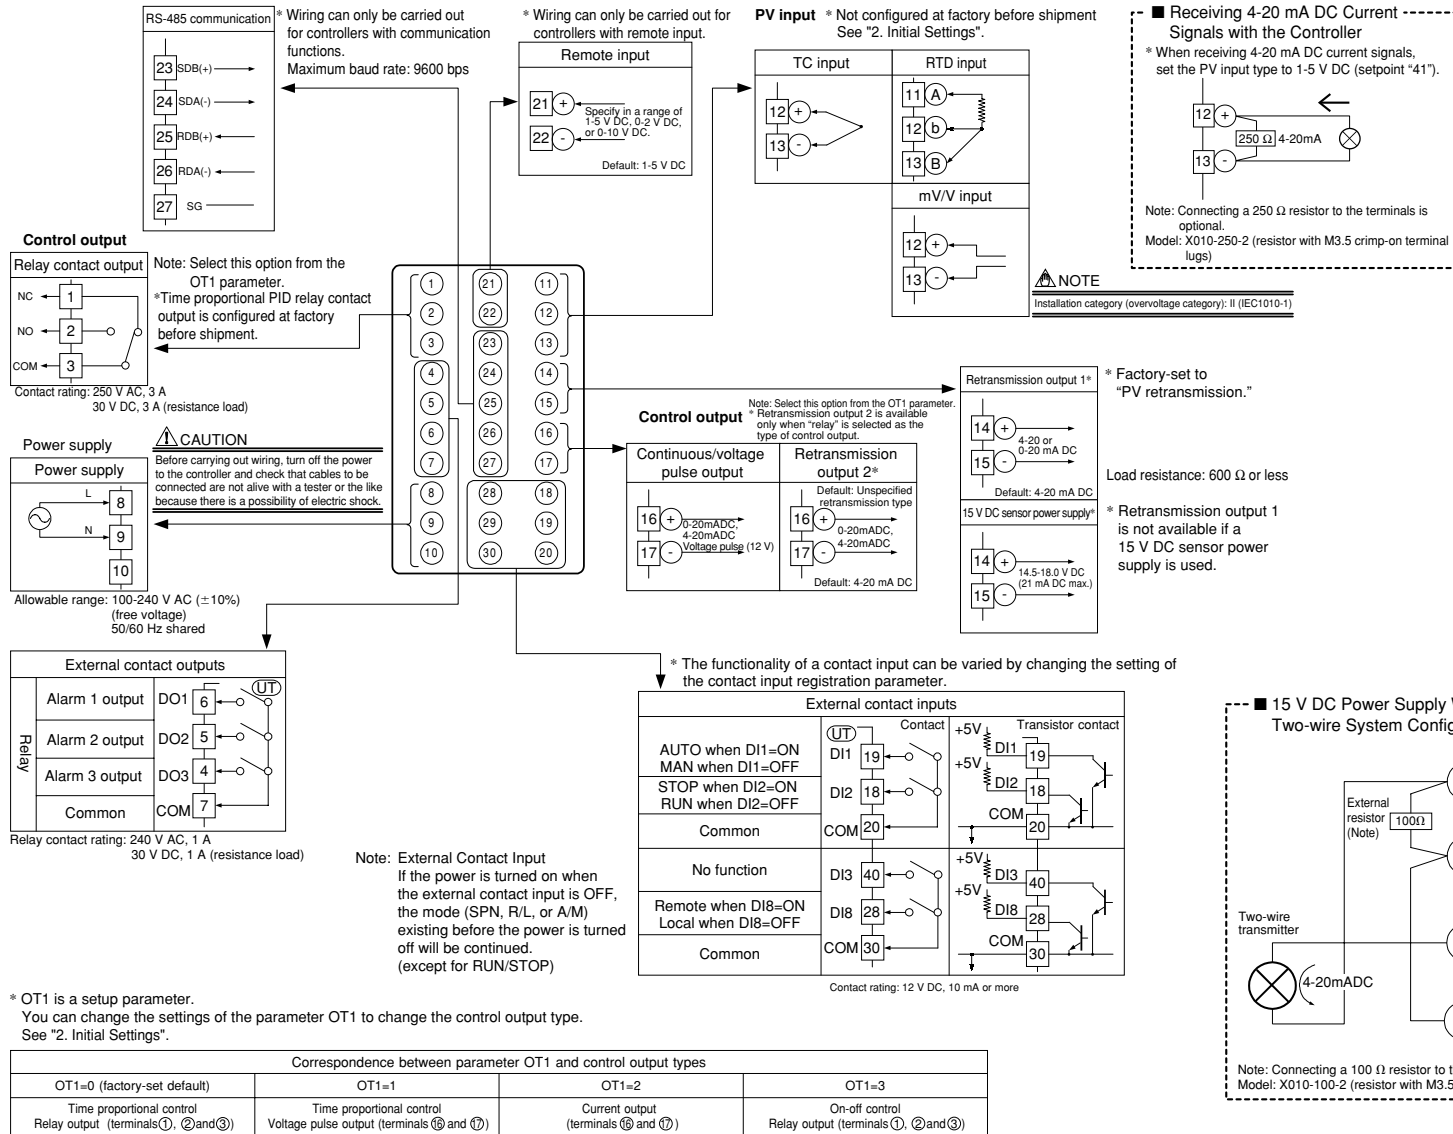 RS-485 communication
* Wiring can only be carried out
for controllers with communication
functions.
Maximum baud rate: 9600 bps
23 SDB(+)
24 SDA(-)
25 RDB(+)
26 RDA(-)
27 SG
* Wiring can only be carried out for
controllers with remote input.
Remote input
21 +
22 -
Specify in a range of
1-5 V DC, 0-2 V DC,
or 0-10 V DC.
Default: 1-5 V DC
PV input * Not configured at factory before shipment
See "2. Initial Settings".
TC input
12 +
13 -
RTD input
11 A
12 b
13 B
mV/V input
12 +
13 -
■ Receiving 4-20 mA DC Current
Signals with the Controller
* When receiving 4-20 mA DC current signals,
set the PV input type to 1-5 V DC (setpoint “41”).
12 +
250 Ω 4-20mA
13 -
Note: Connecting a 250 Ω resistor to the terminals is
optional.
Model: X010-250-2 (resistor with M3.5 crimp-on terminal
lugs)
NOTE
Installation category (overvoltage category): II (IEC1010-1)
Control output
Relay contact output
NC 1
NO 2
COM 3
Contact rating: 250 V AC, 3 A
30 V DC, 3 A (resistance load)
Note: Select this option from the
OT1 parameter.
*Time proportional PID relay contact
output is configured at factory
before shipment.
1 21 11
2 22 12
3 23 13
4 24 14
5 25 15
6 26 16
7 27 17
8 28 18
9 29 19
10 30 20
Power supply
Power supply
L 8
N 9
10
Allowable range: 100-240 V AC (±10%)
(free voltage)
50/60 Hz shared
CAUTION
Before carrying out wiring, turn off the power
to the controller and check that cables to be
connected are not alive with a tester or the like
because there is a possibility of electric shock.
Control output
Note: Select this option from the OT1 parameter.
* Retransmission output 2 is available
only when “relay” is selected as the
type of control output.
Continuous/voltage
pulse output
16 +
17 -
0-20mADC,
4-20mADC
Voltage pulse (12 V)
Retransmission
output 2*
Default: Unspecified
retransmission type
16 +
17 -
0-20mADC,
4-20mADC
Default: 4-20 mA DC
Retransmission output 1*
14 +
15 -
4-20 or
0-20 mA DC
Default: 4-20 mA DC
15 V DC sensor power supply*
14 +
15 -
14.5-18.0 V DC
(21 mA DC max.)
* Factory-set to
“PV retransmission.”
Load resistance: 600 Ω or less
* Retransmission output 1
is not available if a
15 V DC sensor power
supply is used.
External contact outputs
Relay
UT
Alarm 1 output DO1 6
Alarm 2 output DO2 5
Alarm 3 output DO3 4
Common COM 7
Relay contact rating: 240 V AC, 1 A
30 V DC, 1 A (resistance load)
Note: External Contact Input
If the power is turned on when
the external contact input is OFF,
the mode (SPN, R/L, or A/M)
existing before the power is turned
off will be continued.
(except for RUN/STOP)
* The functionality of a contact input can be varied by changing the setting of
the contact input registration parameter.
External contact inputs
UT Contact
Transistor contact
AUTO when DI1=ON
MAN when DI1=OFF
DI1 19
+5V DI1 19
STOP when DI2=ON
RUN when DI2=OFF
DI2 18
+5V DI2 18
Common
COM 20
COM 20
No function
DI3 40
+5V DI3 40
Remote when DI8=ON
Local when DI8=OFF
DI8 28
+5V DI8 28
Common
COM 30
COM 30
Contact rating: 12 V DC, 10 mA or more
■ 15 V DC Power Supply
Two-wire System Config
External
resistor
(Note)
100Ω
Two-wire
transmitter
4-20mADC
Note: Connecting a 100 Ω resistor to t
Model: X010-100-2 (resistor with M3.5
* OT1 is a setup parameter.
You can change the settings of the parameter OT1 to change the control output type.
See "2. Initial Settings".
Correspondence between parameter OT1 and control output types
OT1=0 (factory-set default) OT1=1 OT1=2 OT1=3
Time proportional control
Relay output (terminals①, ②and③)
Time proportional control
Voltage pulse output (terminals ⑯ and ⑰)
Current output
(terminals ⑯ and ⑰)
On-off control
Relay output (terminals ①, ②and③)